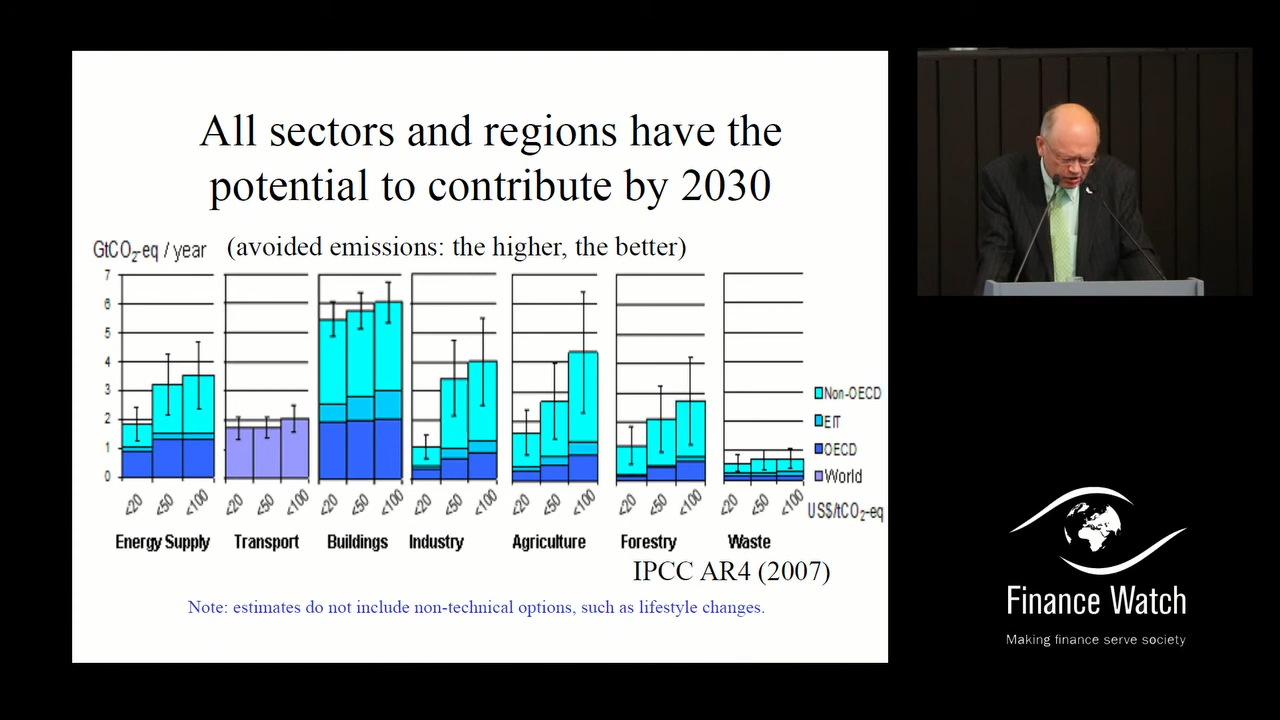 All sectors and regions have the
potential to contribute by 2030
GtCO2-eq / year
(avoided emissions: the higher, the better)
7
6
5
4
3
2
1
0
Non-OECD
EIT
OECD
World
<20 <50 <100 <20 <50 <100 <20 <50 <100 <20 <50 <100 <20 <50 <100 <20 <50 <100 <20 <50 <100
US$/tCO2-eq
Energy Supply Transport Buildings Industry Agriculture Forestry Waste
IPCC AR4 (2007)
Note: estimates do not include non-technical options, such as lifestyle changes.
Finance Watch
Making finance serve society